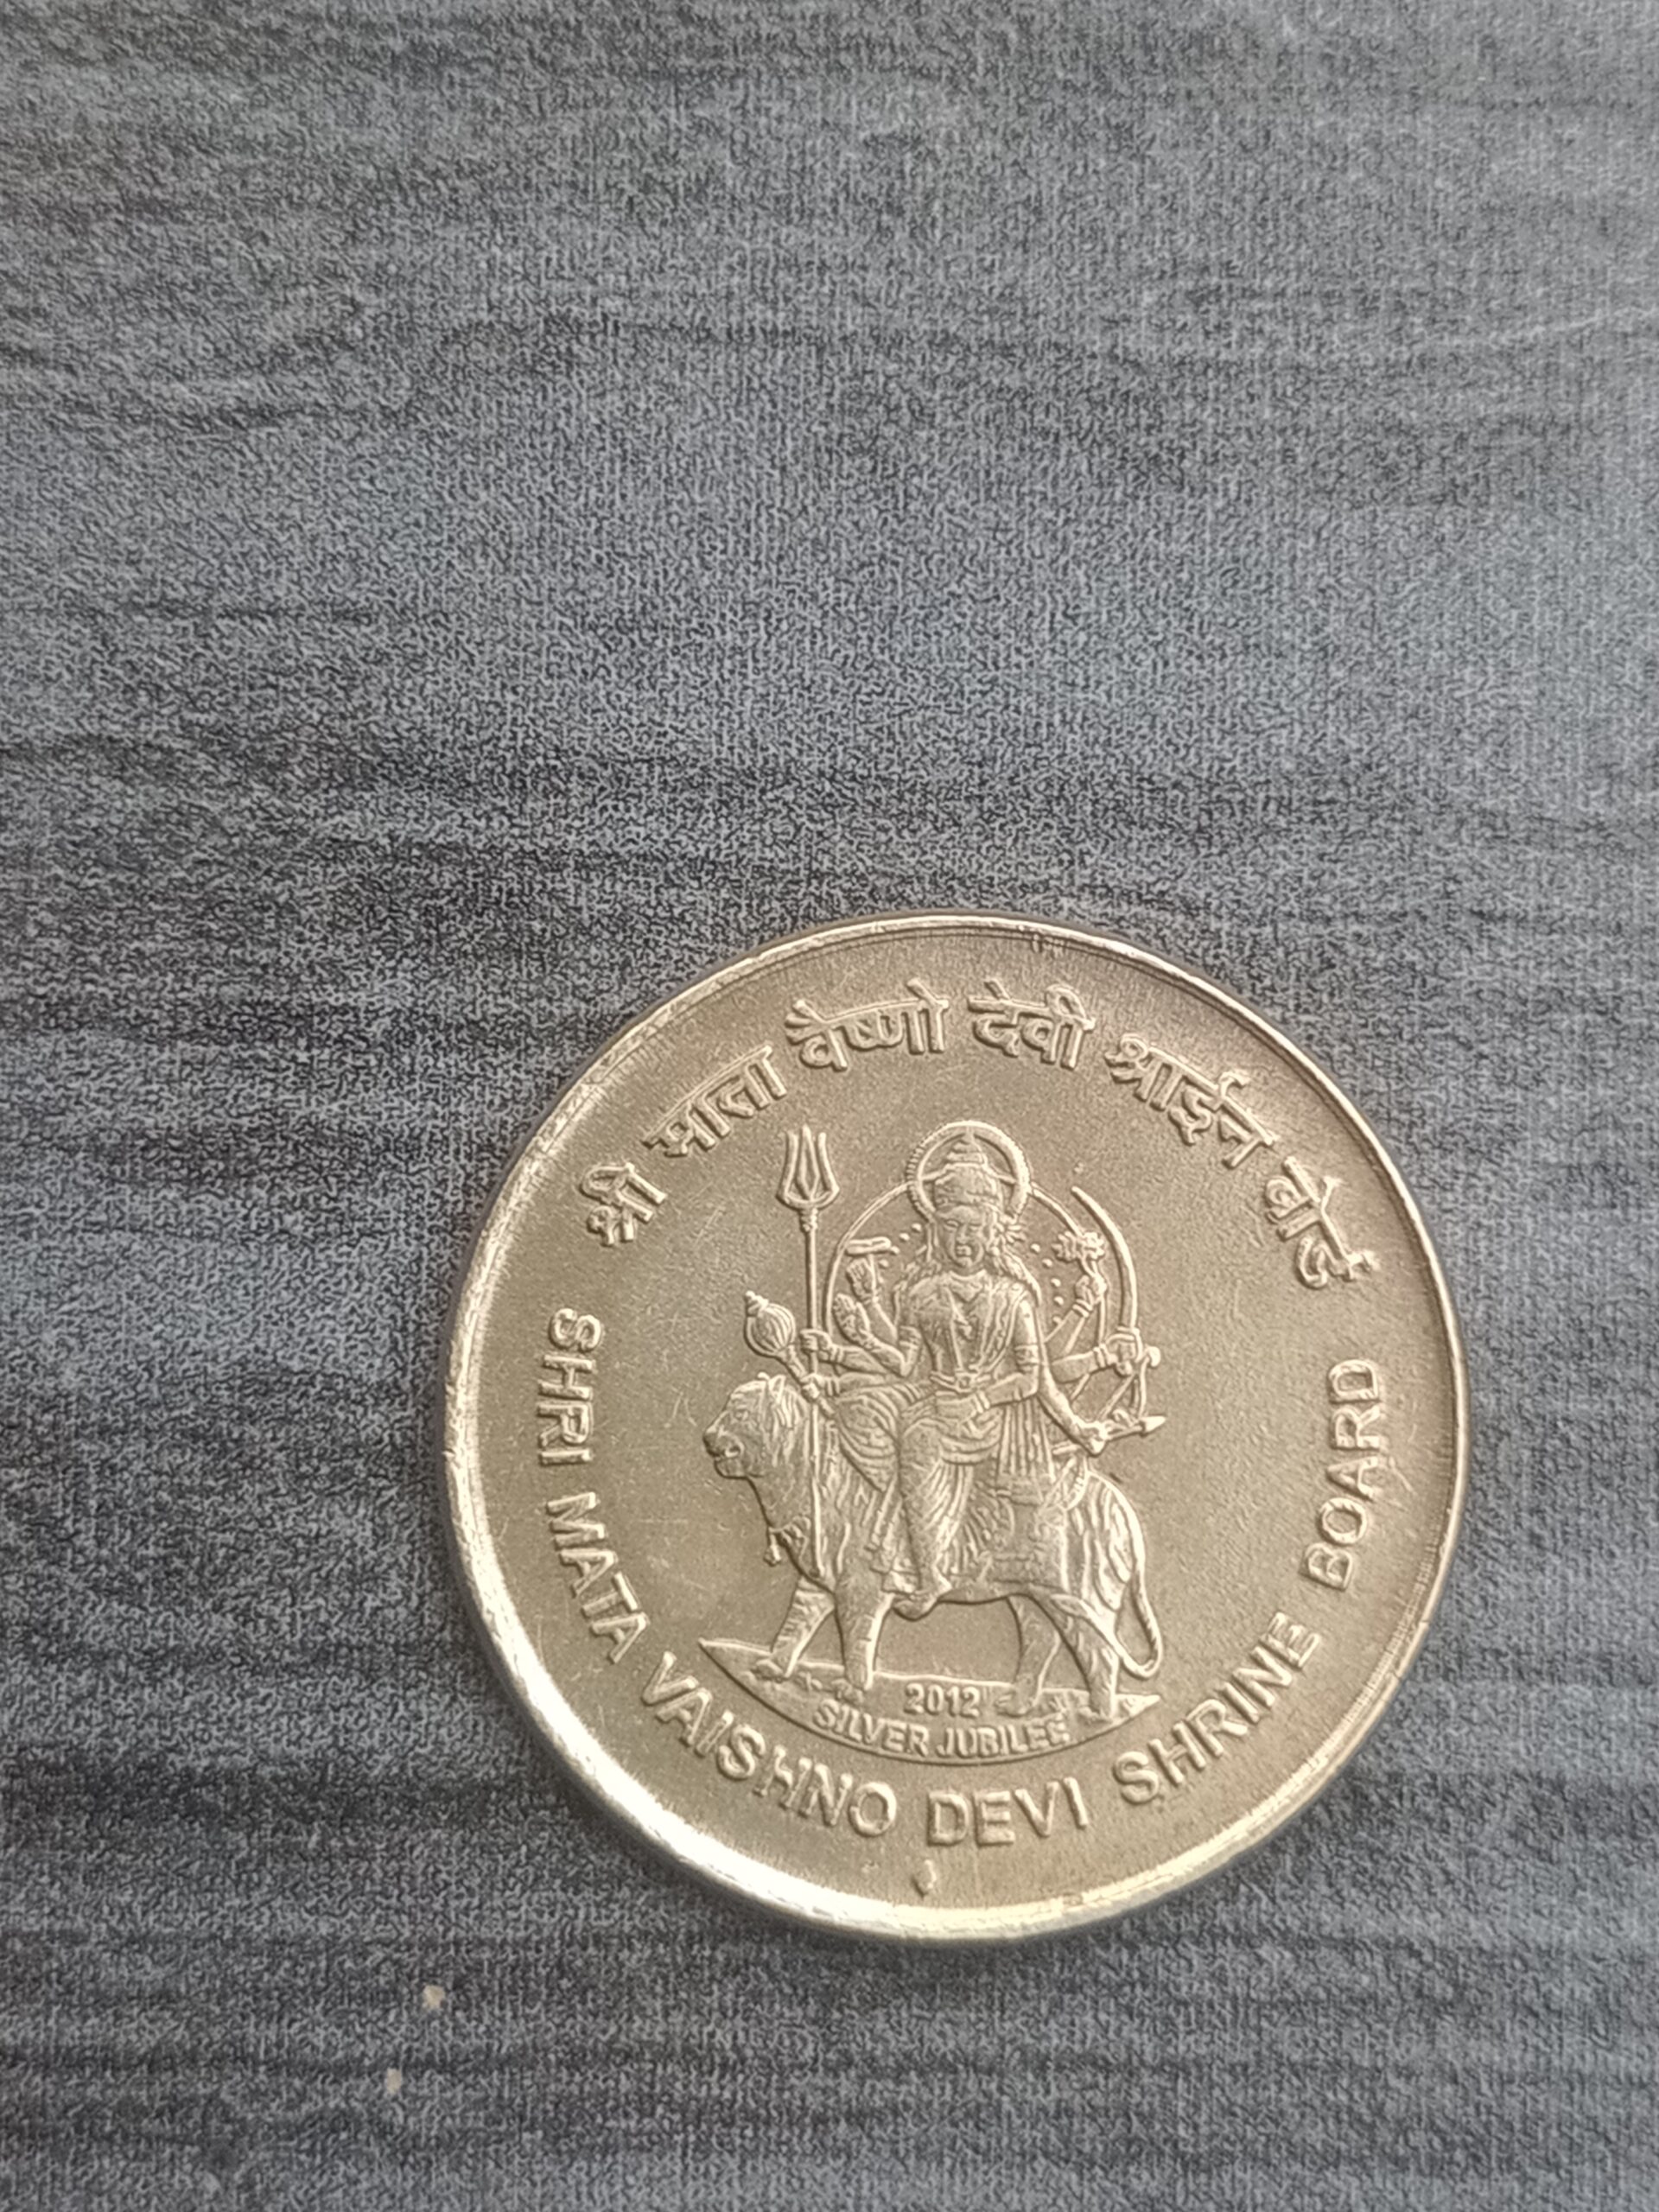 श्री माता वैष्णो देवी श्राईन बोर्ड
2012
SILVER JUBILEE
SHRI MATA VAISHNO DEVI SHRINE BOARD